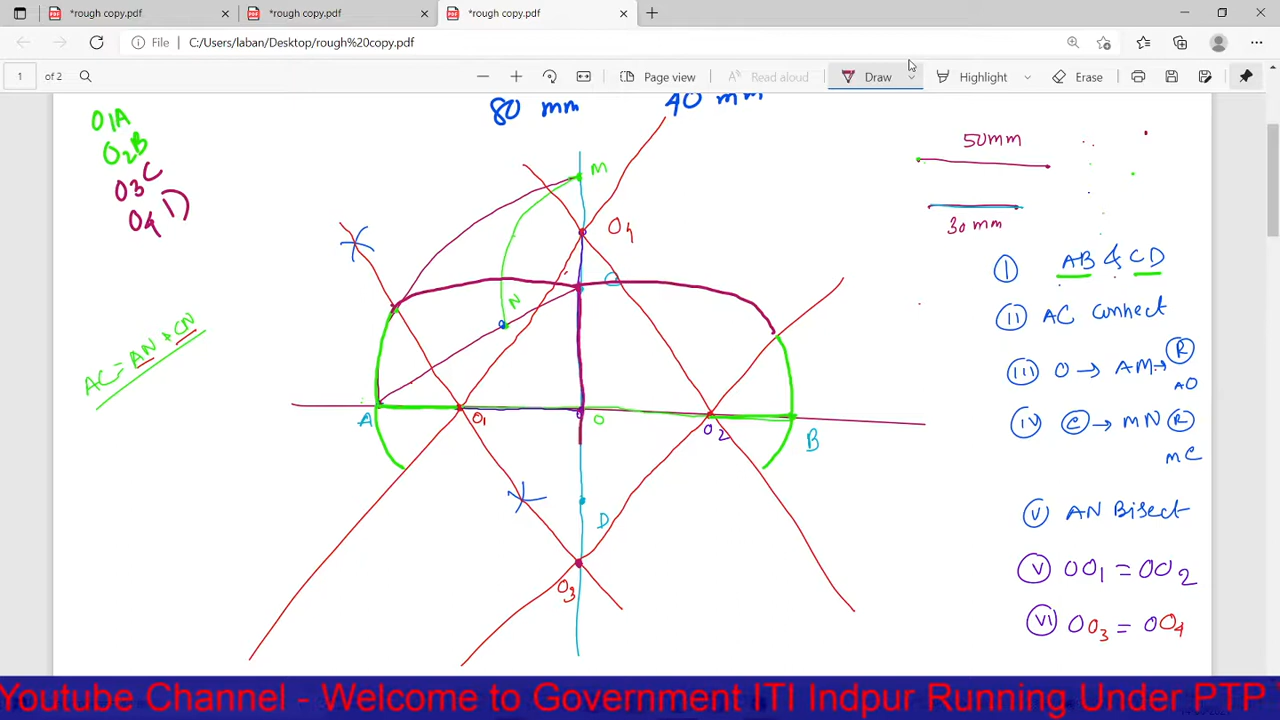 *rough copy.pdf
*rough copy.pdf
*rough copy.pdf
File C:/Users/laban/Desktop/rough%20copy.pdf
1 of 2
Page view
Read aloud
Draw
Highlight
Erase
80 mm 40 mm
O1A
O2B
O3C
O4D
AC = AN + CN
M
O4
C
N
A
O1
O
O2
B
D
O3
50mm
30 mm
I AB & CD
II AC Connect
III O → AM → R
AO
IV C → MN R
MC
V AN Bisect
V OO1 = OO2
VI OO3 = OO4
Youtube Channel - Welcome to Government ITI Indpur Running Under PTP